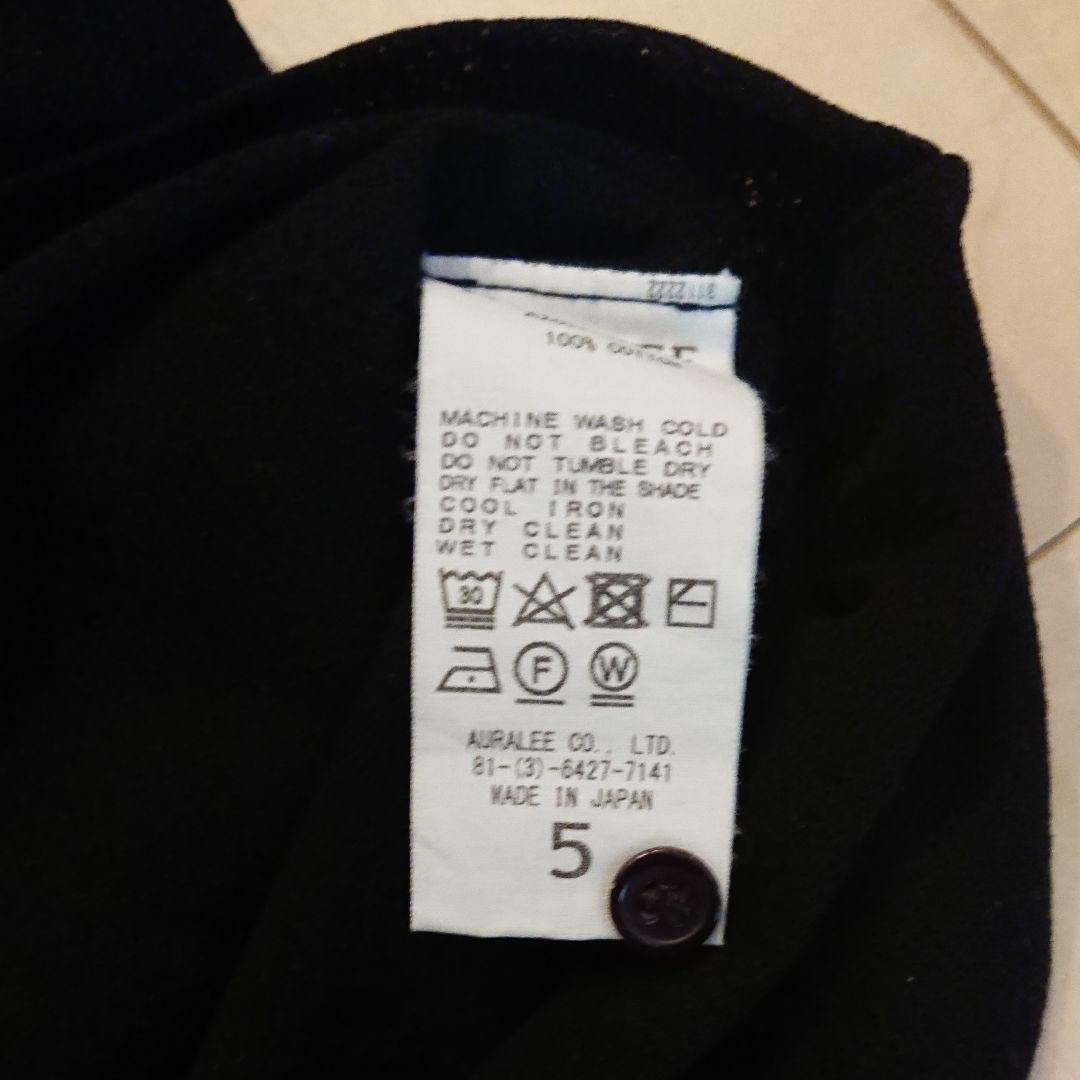 100% COTTON
MACHINE WASH COLD
DO NOT BLEACH
DO NOT TUMBLE DRY
DRY FLAT IN THE SHADE
COOL IRON
DRY CLEAN
WET CLEAN
30
F W
AURALEE CO., LTD.
81-(3)-6427-7141
MADE IN JAPAN
5